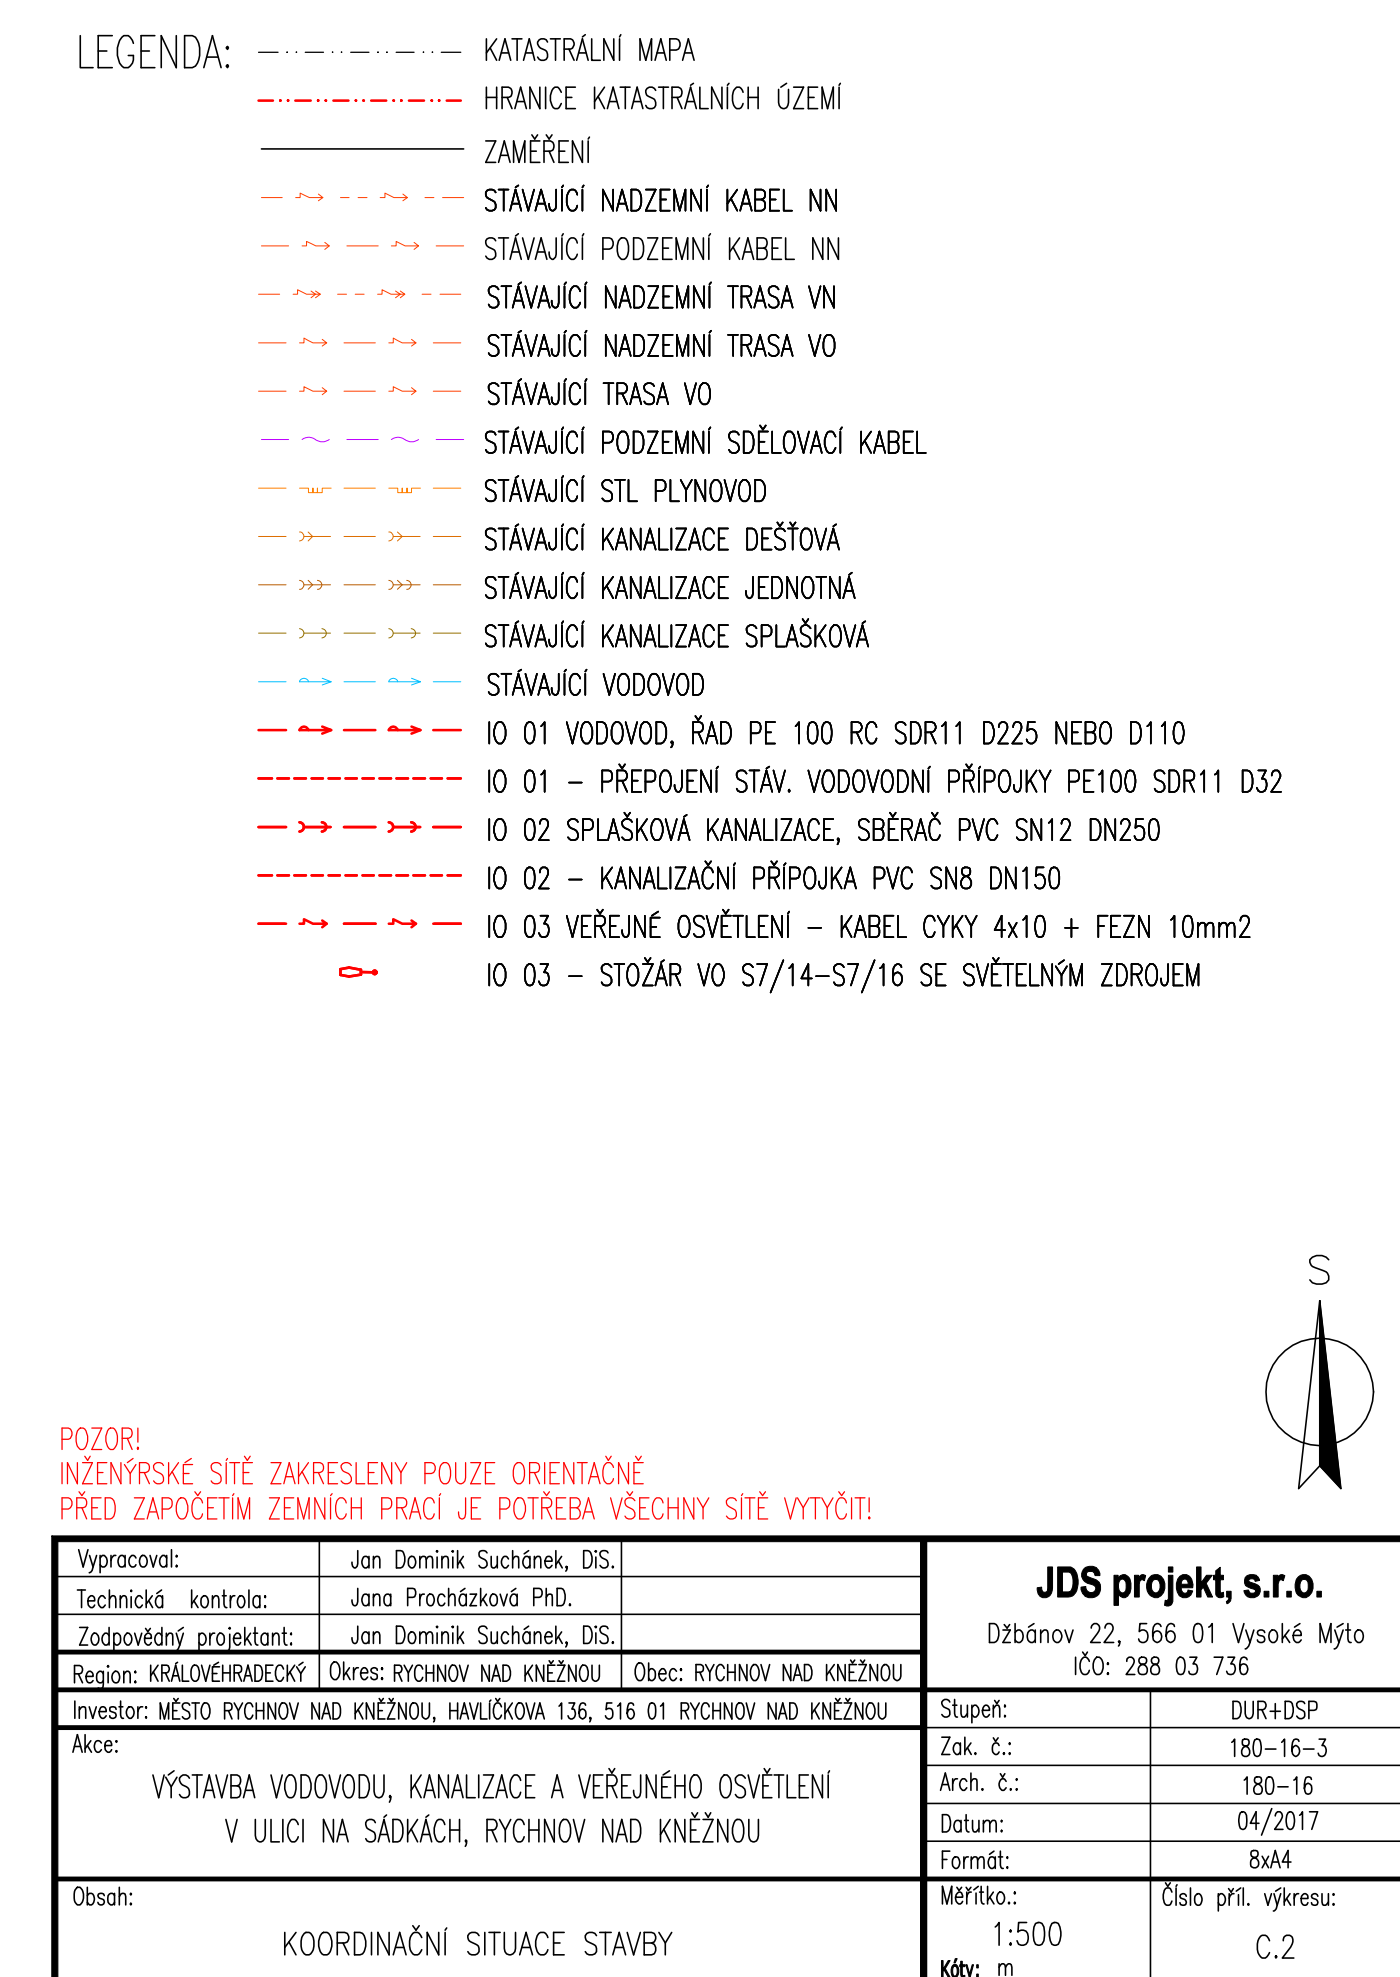 LEGENDA:
KATASTRÁLNÍ MAPA
HRANICE KATASTRÁLNÍCH ÚZEMÍ
ZAMĚŘENÍ
STÁVAJÍCÍ NADZEMNÍ KABEL NN
STÁVAJÍCÍ PODZEMNÍ KABEL NN
STÁVAJÍCÍ NADZEMNÍ TRASA VN
STÁVAJÍCÍ NADZEMNÍ TRASA VO
STÁVAJÍCÍ TRASA VO
STÁVAJÍCÍ PODZEMNÍ SDĚLOVACÍ KABEL
STÁVAJÍCÍ STL PLYNOVOD
STÁVAJÍCÍ KANALIZACE DEŠŤOVÁ
STÁVAJÍCÍ KANALIZACE JEDNOTNÁ
STÁVAJÍCÍ KANALIZACE SPLAŠKOVÁ
STÁVAJÍCÍ VODOVOD
IO 01 VODOVOD, ŘAD PE 100 RC SDR11 D225 NEBO D110
IO 01 – PŘEPOJENÍ STÁV. VODOVODNÍ PŘÍPOJKY PE100 SDR11 D32
IO 02 SPLAŠKOVÁ KANALIZACE, SBĚRAČ PVC SN12 DN250
IO 02 – KANALIZAČNÍ PŘÍPOJKA PVC SN8 DN150
IO 03 VEŘEJNÉ OSVĚTLENÍ – KABEL CYKY 4x10 + FEZN 10mm2
IO 03 – STOŽÁR VO S7/14–S7/16 SE SVĚTELNÝM ZDROJEM
S
POZOR!
INŽENÝRSKÉ SÍTĚ ZAKRESLENY POUZE ORIENTAČNĚ
PŘED ZAPOČETÍM ZEMNÍCH PRACÍ JE POTŘEBA VŠECHNY SÍTĚ VYTYČIT!
Vypracoval: Jan Dominik Suchánek, DiS.
Technická kontrola: Jana Procházková PhD.
Zodpovědný projektant: Jan Dominik Suchánek, DiS.
Region: KRÁLOVÉHRADECKÝ Okres: RYCHNOV NAD KNĚŽNOU Obec: RYCHNOV NAD KNĚŽNOU
Investor: MĚSTO RYCHNOV NAD KNĚŽNOU, HAVLÍČKOVA 136, 516 01 RYCHNOV NAD KNĚŽNOU
Akce:
VÝSTAVBA VODOVODU, KANALIZACE A VEŘEJNÉHO OSVĚTLENÍ
V ULICI NA SÁDKÁCH, RYCHNOV NAD KNĚŽNOU
Obsah:
KOORDINAČNÍ SITUACE STAVBY
JDS projekt, s.r.o.
Džbánov 22, 566 01 Vysoké Mýto
IČO: 288 03 736
Stupeň: DUR+DSP
Zak. č.: 180–16–3
Arch. č.: 180–16
Datum: 04/2017
Formát: 8xA4
Měřítko.:
1:500
Kóty: m
Číslo příl. výkresu:
C.2